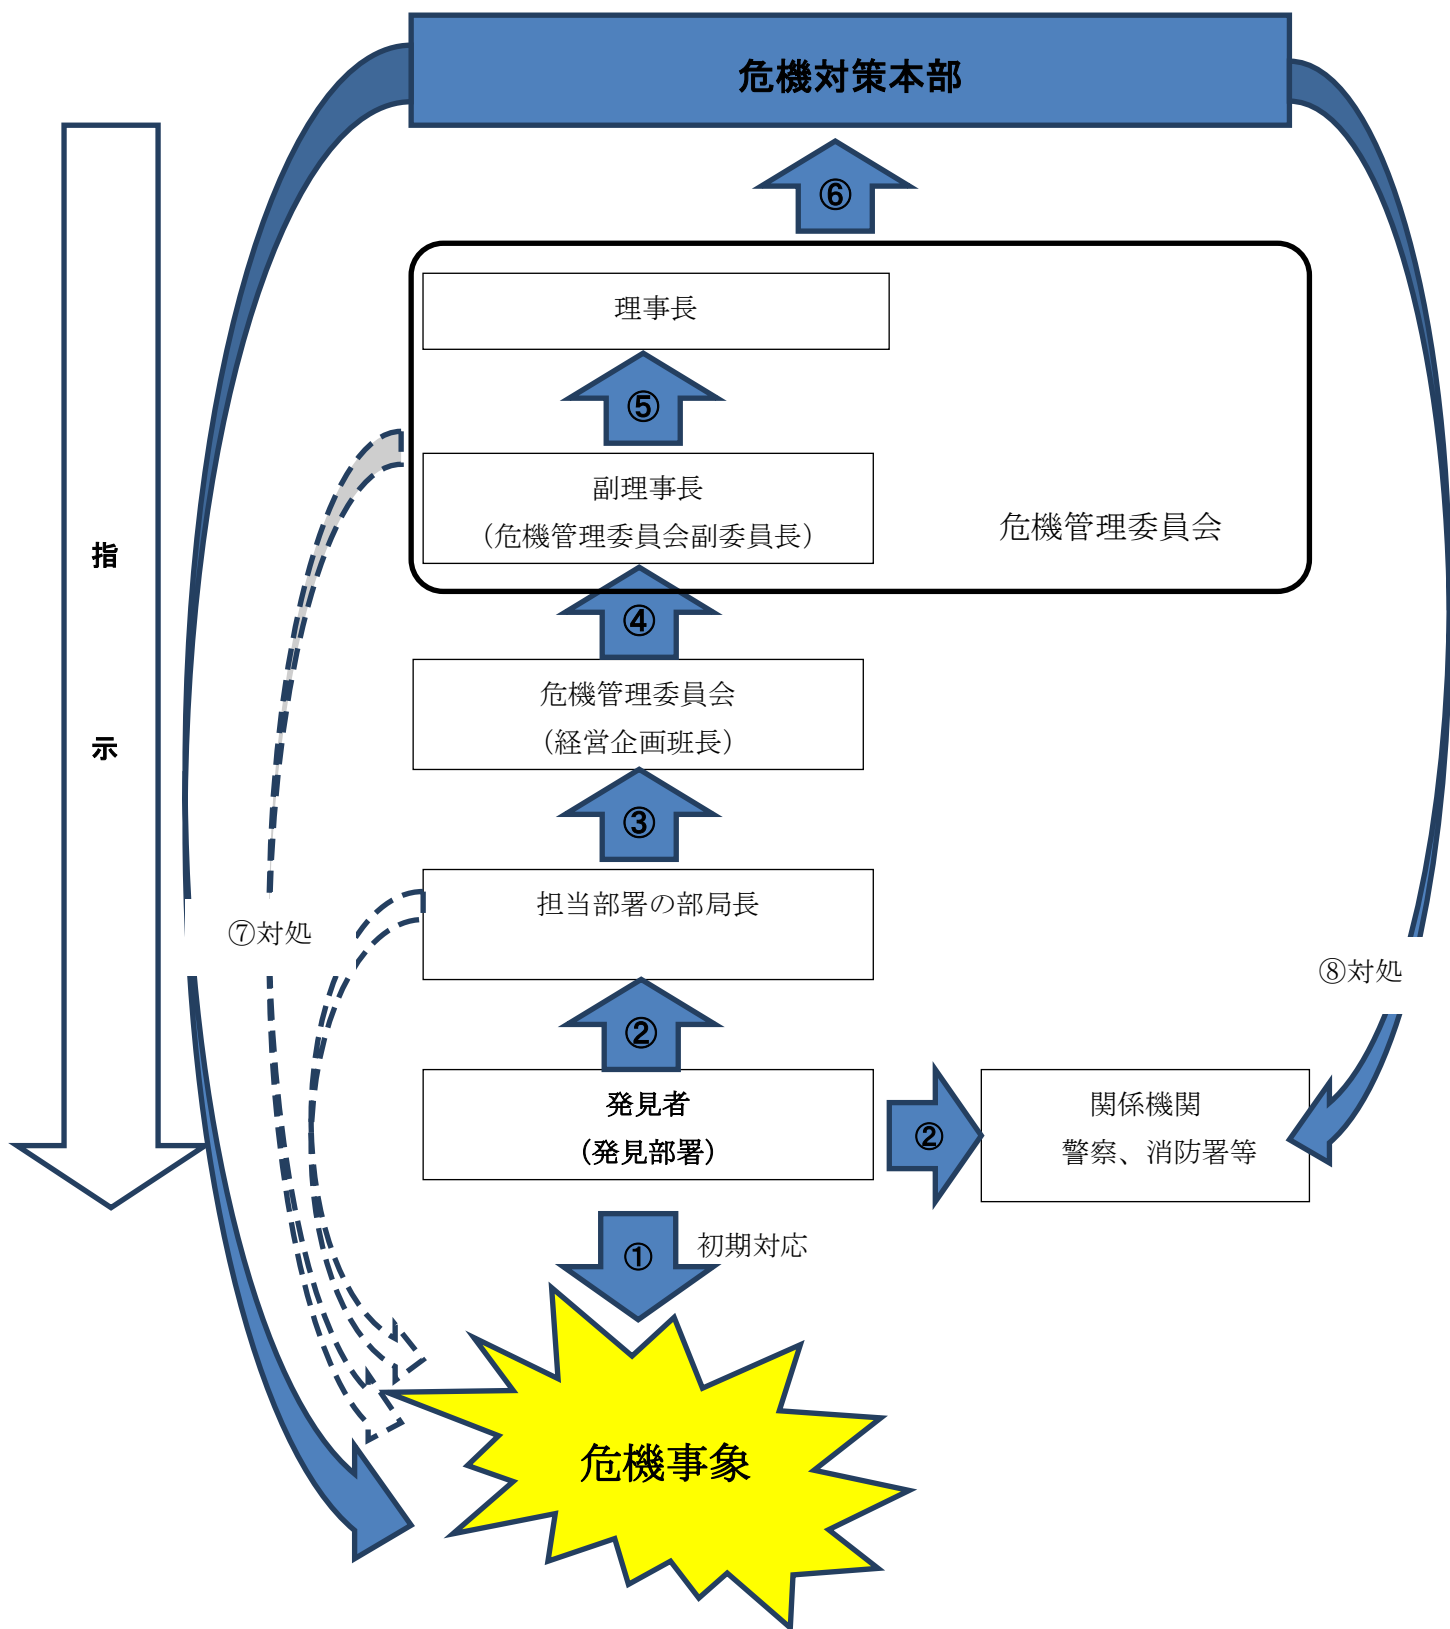 危機対策本部
⑥
理事長
⑤
副理事長
（危機管理委員会副委員長）
危機管理委員会
指
示
④
危機管理委員会
（経営企画班長）
③
担当部署の部局長
⑦対処
⑧対処
②
発見者
（発見部署）
②
関係機関
警察、消防署等
①
初期対応
危機事象